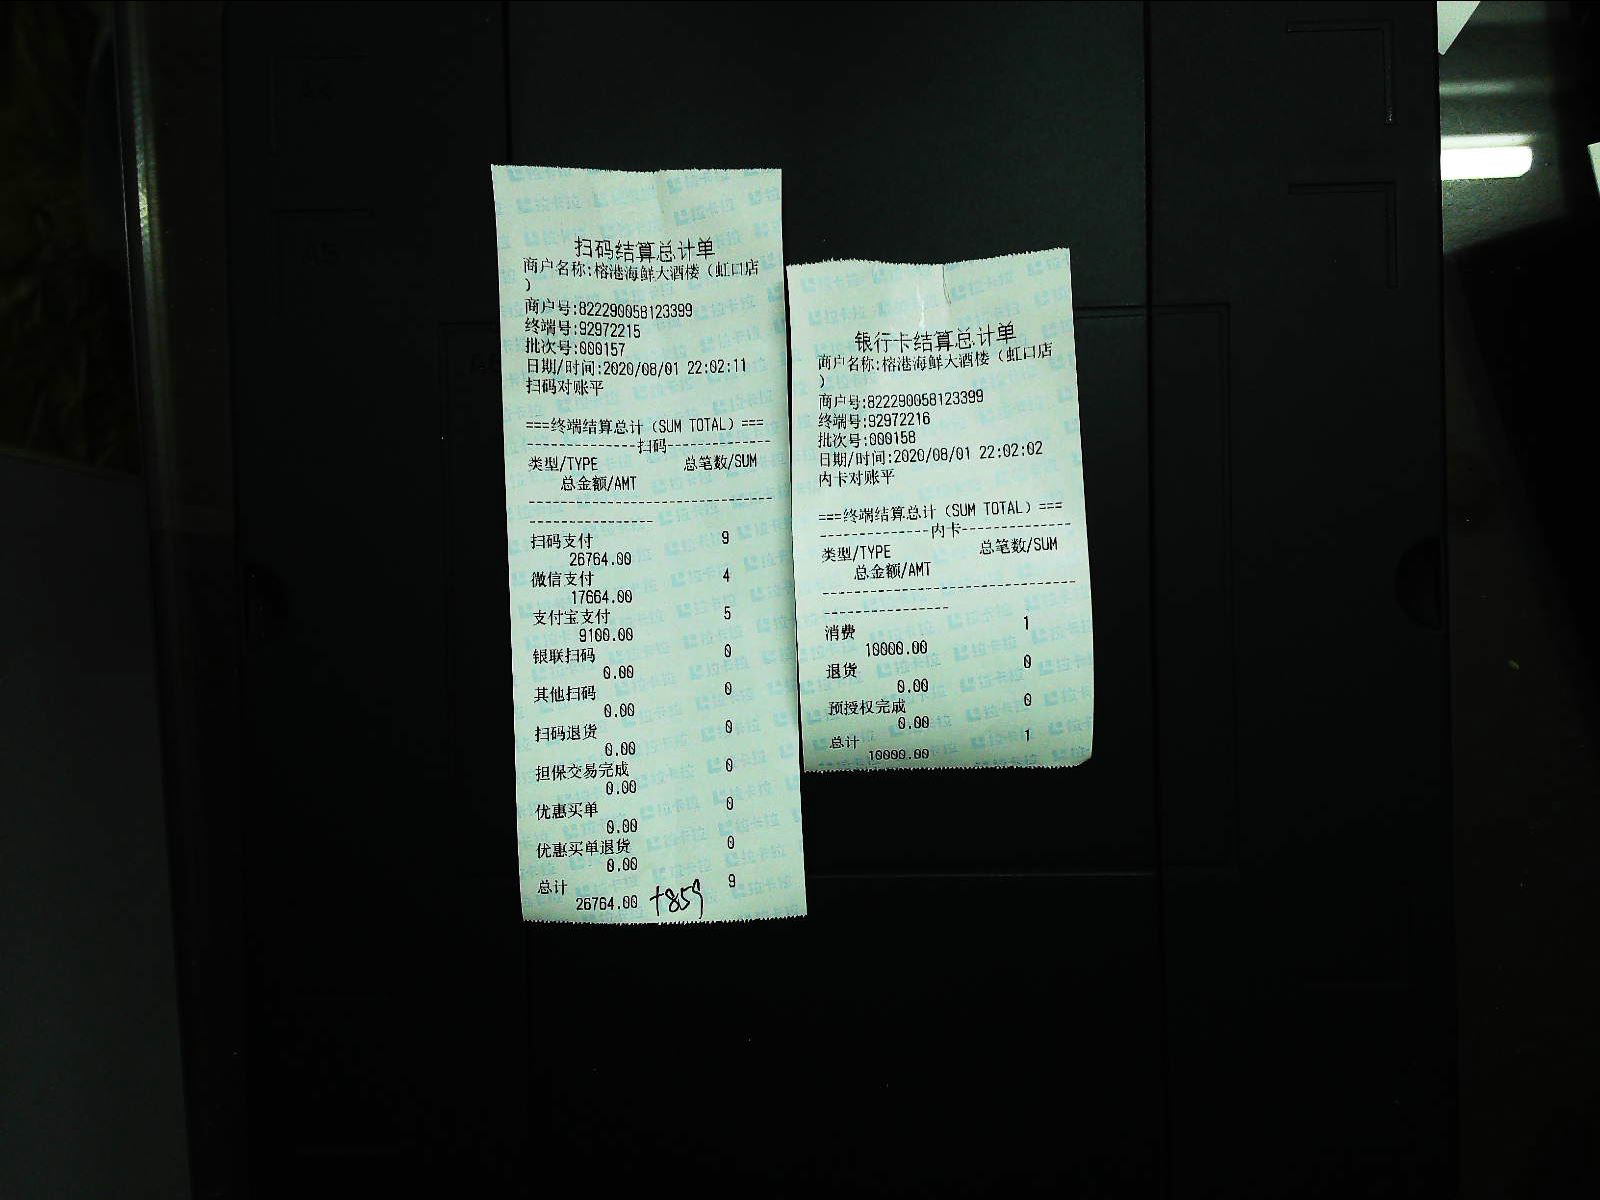 扫码结算总计单
商户名称:榕港海鲜大酒楼（虹口店
）
商户号:822290058123399
终端号:92972215
批次号:000157
日期/时间:2020/08/01 22:02:11
扫码对账平
===终端结算总计（SUM TOTAL）===
--------------扫码--------------
类型/TYPE 总笔数/SUM
总金额/AMT
--------------------------------
----------------
扫码支付 9
26764.00
微信支付 4
17664.00
支付宝支付 5
9100.00
银联扫码 0
0.00
其他扫码 0
0.00
扫码退货 0
0.00
担保交易完成 0
0.00
优惠买单 0
0.00
优惠买单退货 0
0.00
总计 9
26764.00 +859
银行卡结算总计单
商户名称:榕港海鲜大酒楼（虹口店
）
商户号:822290058123399
终端号:92972216
批次号:000158
日期/时间:2020/08/01 22:02:02
内卡对账平
===终端结算总计（SUM TOTAL）===
--------------内卡--------------
类型/TYPE 总笔数/SUM
总金额/AMT
--------------------------------
----------------
消费 1
10000.00
退货 0
0.00
预授权完成 0
0.00
总计 1
10000.00